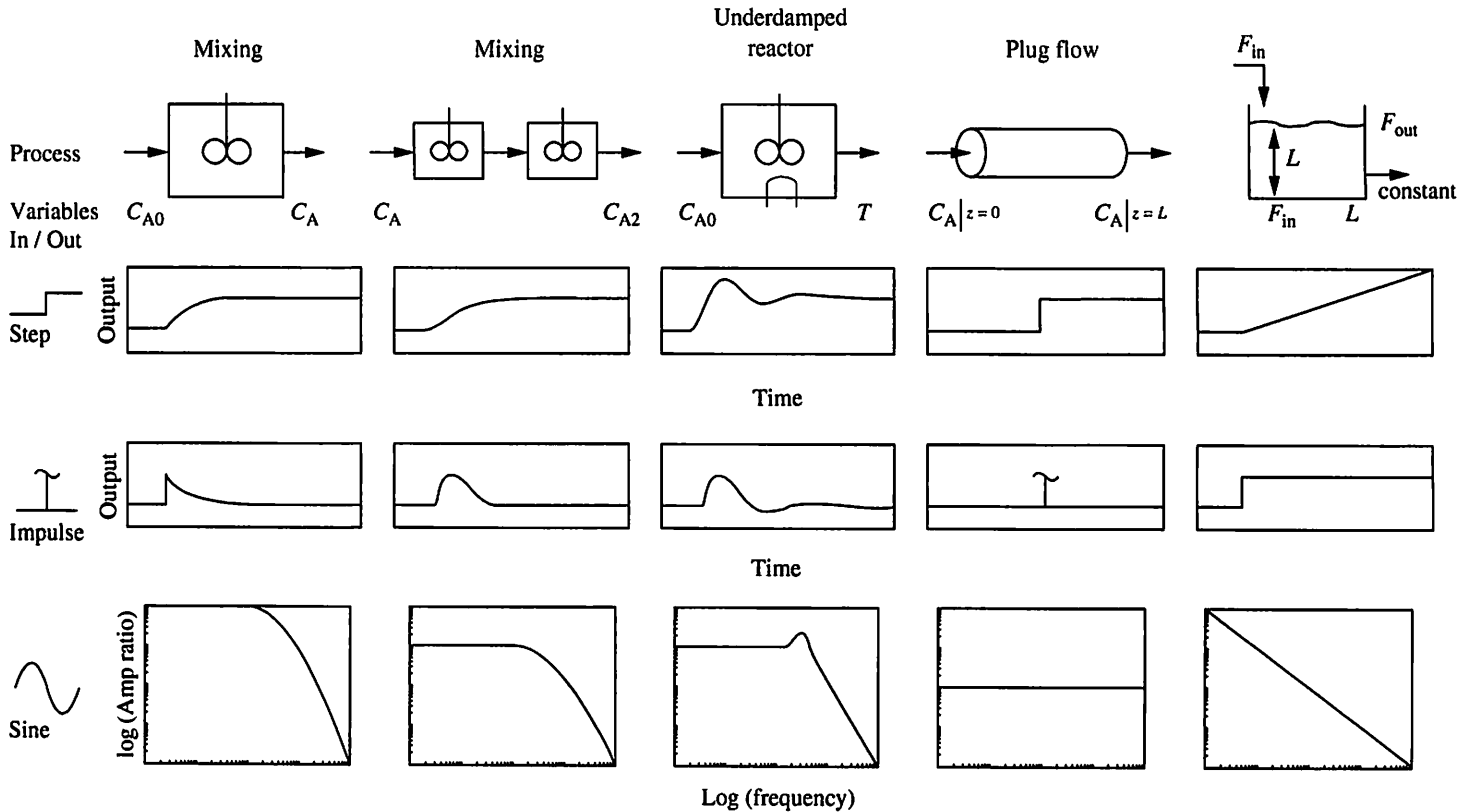 Mixing
Mixing
Underdamped
reactor
Plug flow
F_in
Process
F_out
L
constant
Variables
In / Out
C_A0
C_A
C_A
C_A2
C_A0
T
C_A|z = 0
C_A|z = L
F_in
L
Step
Output
Time
Impulse
Output
Time
Sine
log (Amp ratio)
Log (frequency)